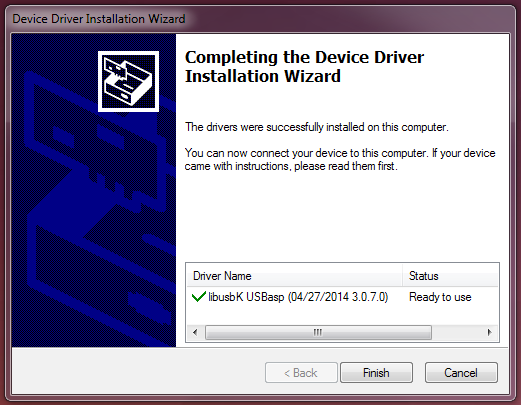 Device Driver Installation Wizard
Completing the Device Driver
Installation Wizard
The drivers were successfully installed on this computer.
You can now connect your device to this computer. If your device
came with instructions, please read them first.
Driver Name Status
libusbK USBasp (04/27/2014 3.0.7.0) Ready to use
< Back Finish Cancel